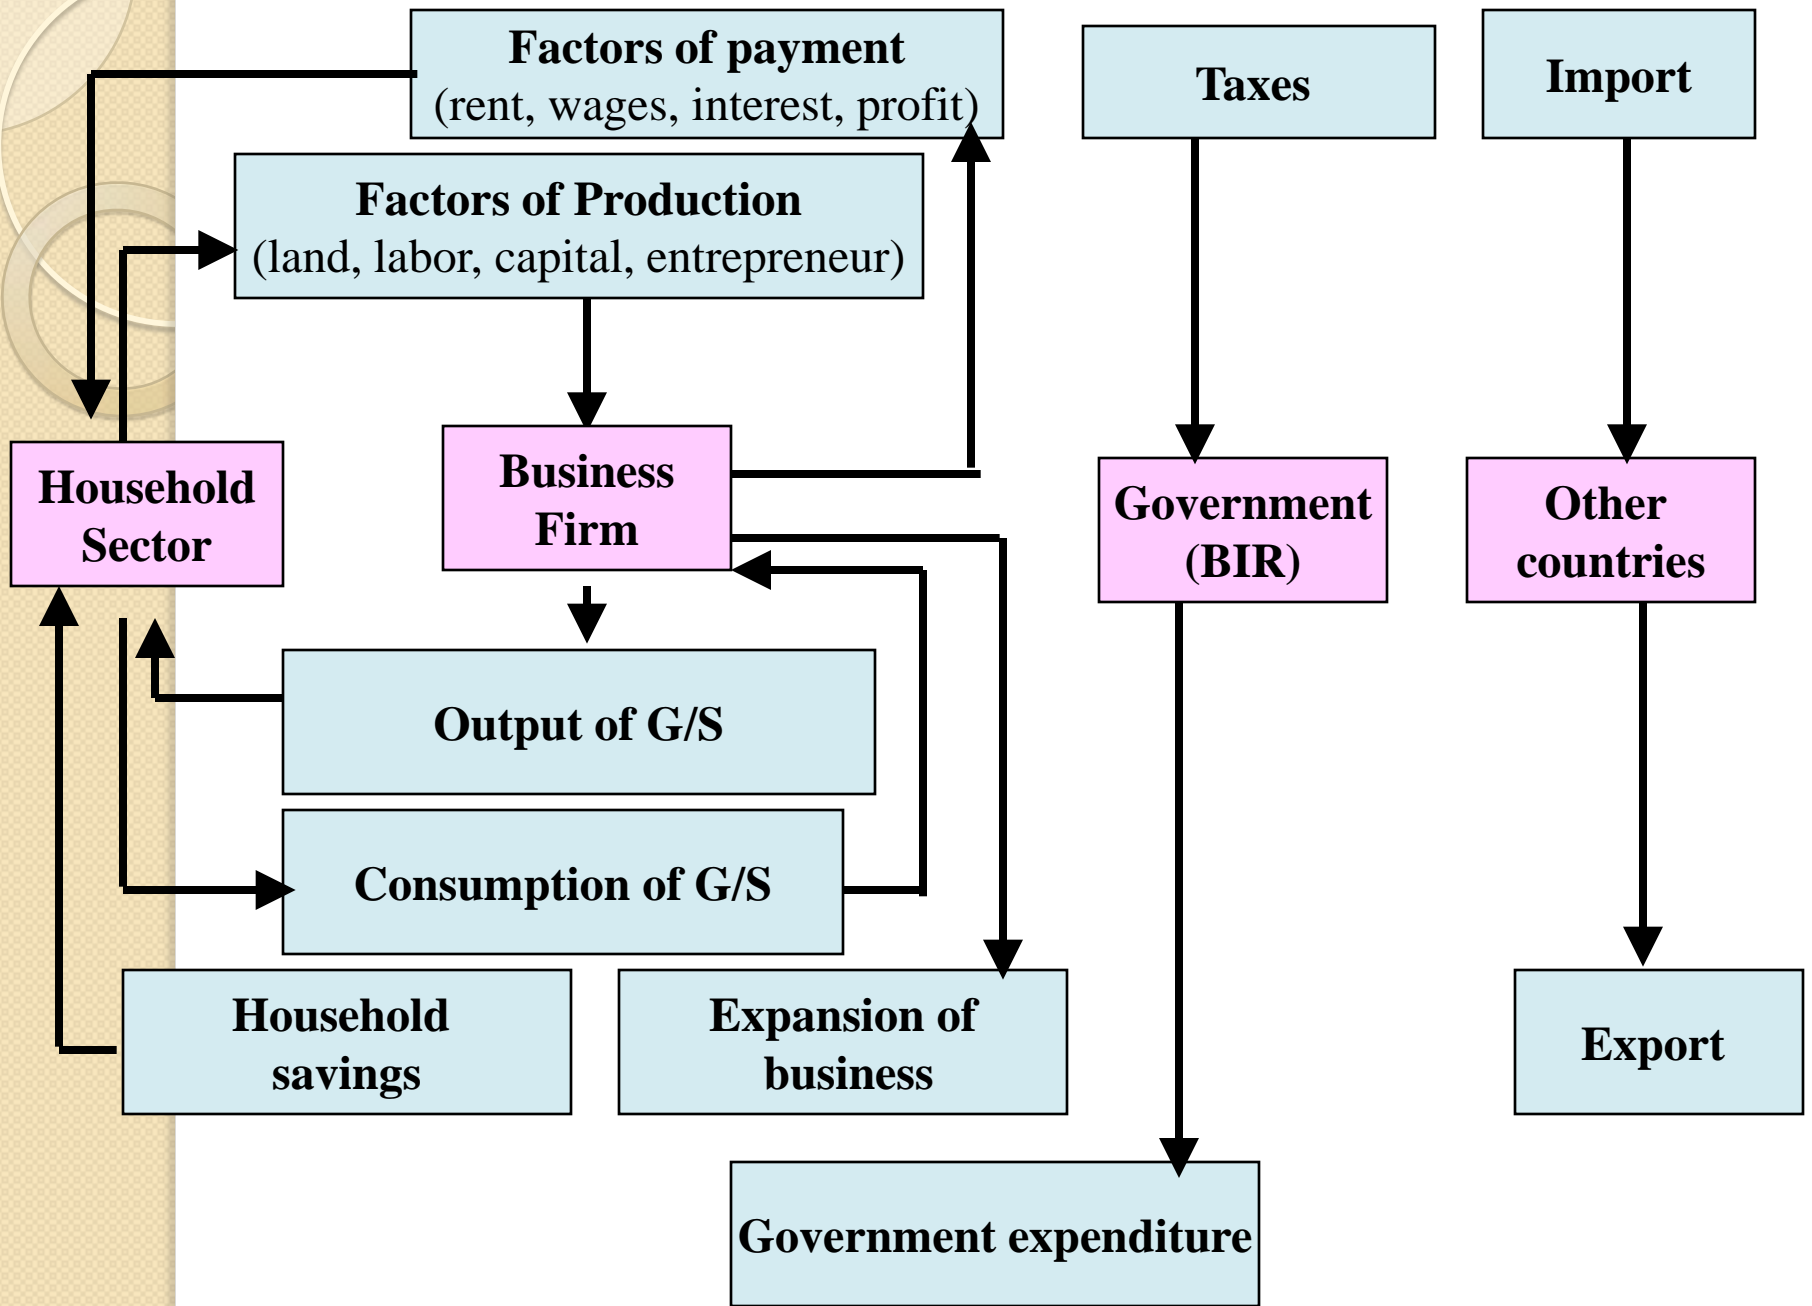 Factors of payment
(rent, wages, interest, profit)
Taxes
Import
Factors of Production
(land, labor, capital, entrepreneur)
Household
Sector
Business
Firm
Government
(BIR)
Other
countries
Output of G/S
Consumption of G/S
Household
savings
Expansion of
business
Export
Government expenditure